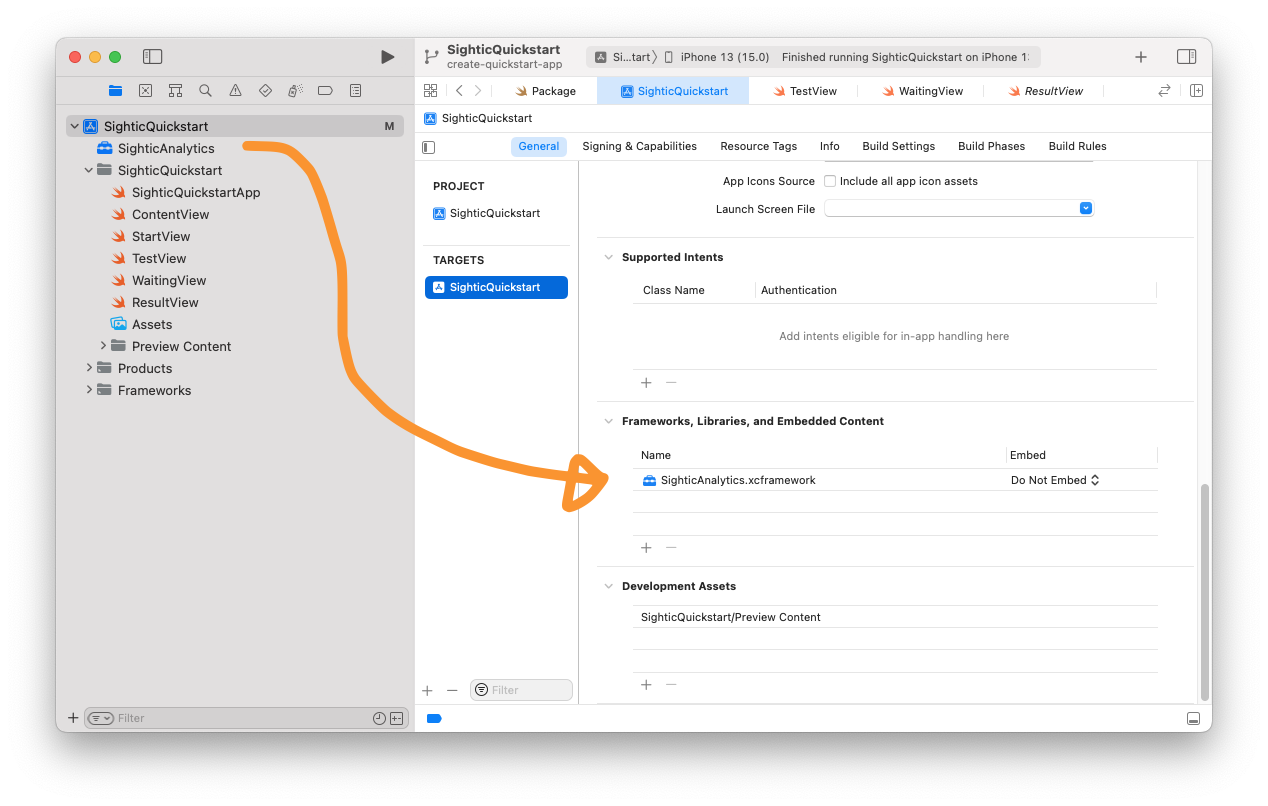 SighticQuickstart
create-quickstart-app
Si...tart
iPhone 13 (15.0)
Finished running SighticQuickstart on iPhone 1
Package
SighticQuickstart
TestView
WaitingView
ResultView
SighticQuickstart
M
SighticAnalytics
SighticQuickstart
SighticQuickstartApp
ContentView
StartView
TestView
WaitingView
ResultView
Assets
Preview Content
Products
Frameworks
Filter
SighticQuickstart
General
Signing & Capabilities
Resource Tags
Info
Build Settings
Build Phases
Build Rules
PROJECT
SighticQuickstart
TARGETS
SighticQuickstart
Filter
App Icons Source
Include all app icon assets
Launch Screen File
Supported Intents
Class Name
Authentication
Add intents eligible for in-app handling here
Frameworks, Libraries, and Embedded Content
Name
Embed
SighticAnalytics.xcframework
Do Not Embed
Development Assets
SighticQuickstart/Preview Content